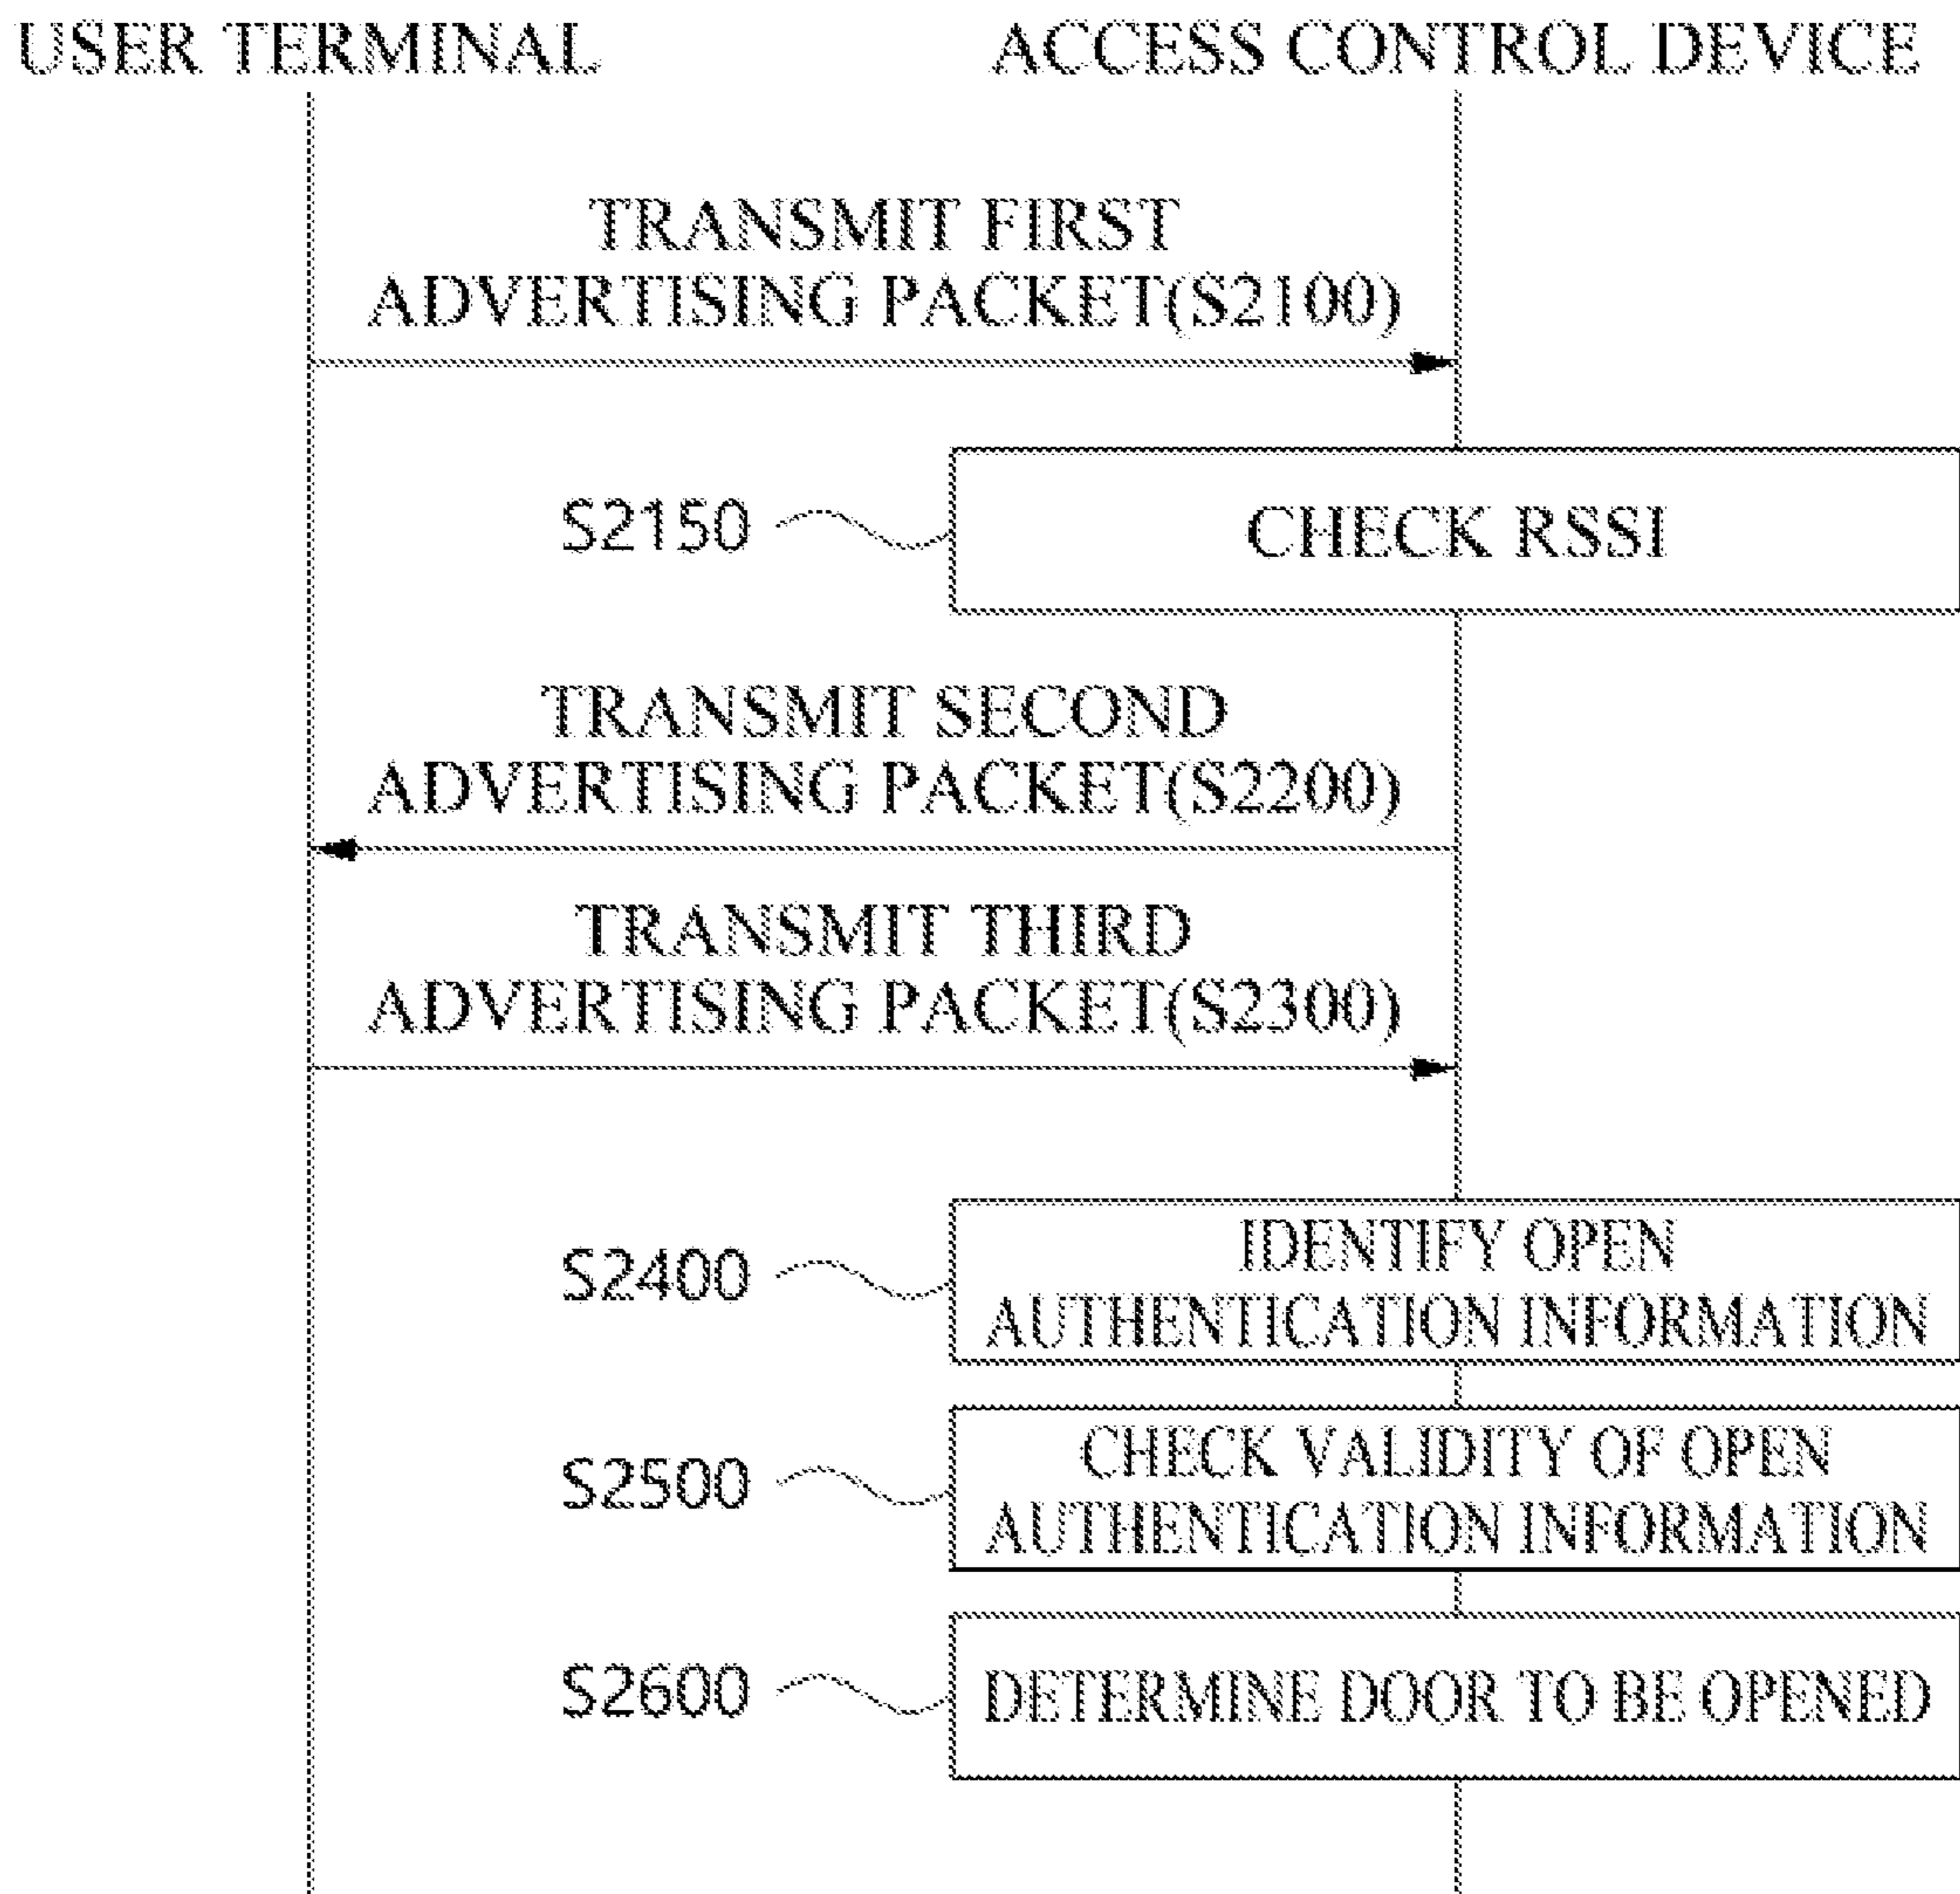 USER TERMINAL
ACCESS CONTROL DEVICE
TRANSMIT FIRST
ADVERTISING PACKET(S2100)
S2150
CHECK RSSI
TRANSMIT SECOND
ADVERTISING PACKET(S2200)
TRANSMIT THIRD
ADVERTISING PACKET(S2300)
S2400
IDENTIFY OPEN
AUTHENTICATION INFORMATION
S2500
CHECK VALIDITY OF OPEN
AUTHENTICATION INFORMATION
S2600
DETERMINE DOOR TO BE OPENED